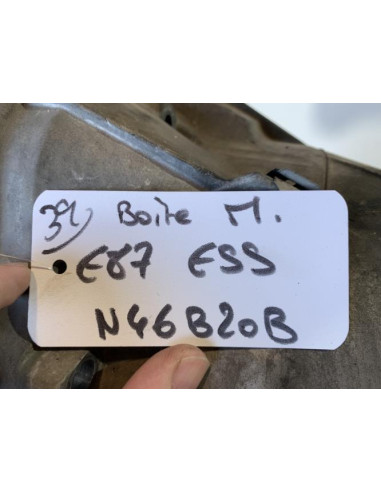 39) Boite M.
E87 ESS
N46B20B